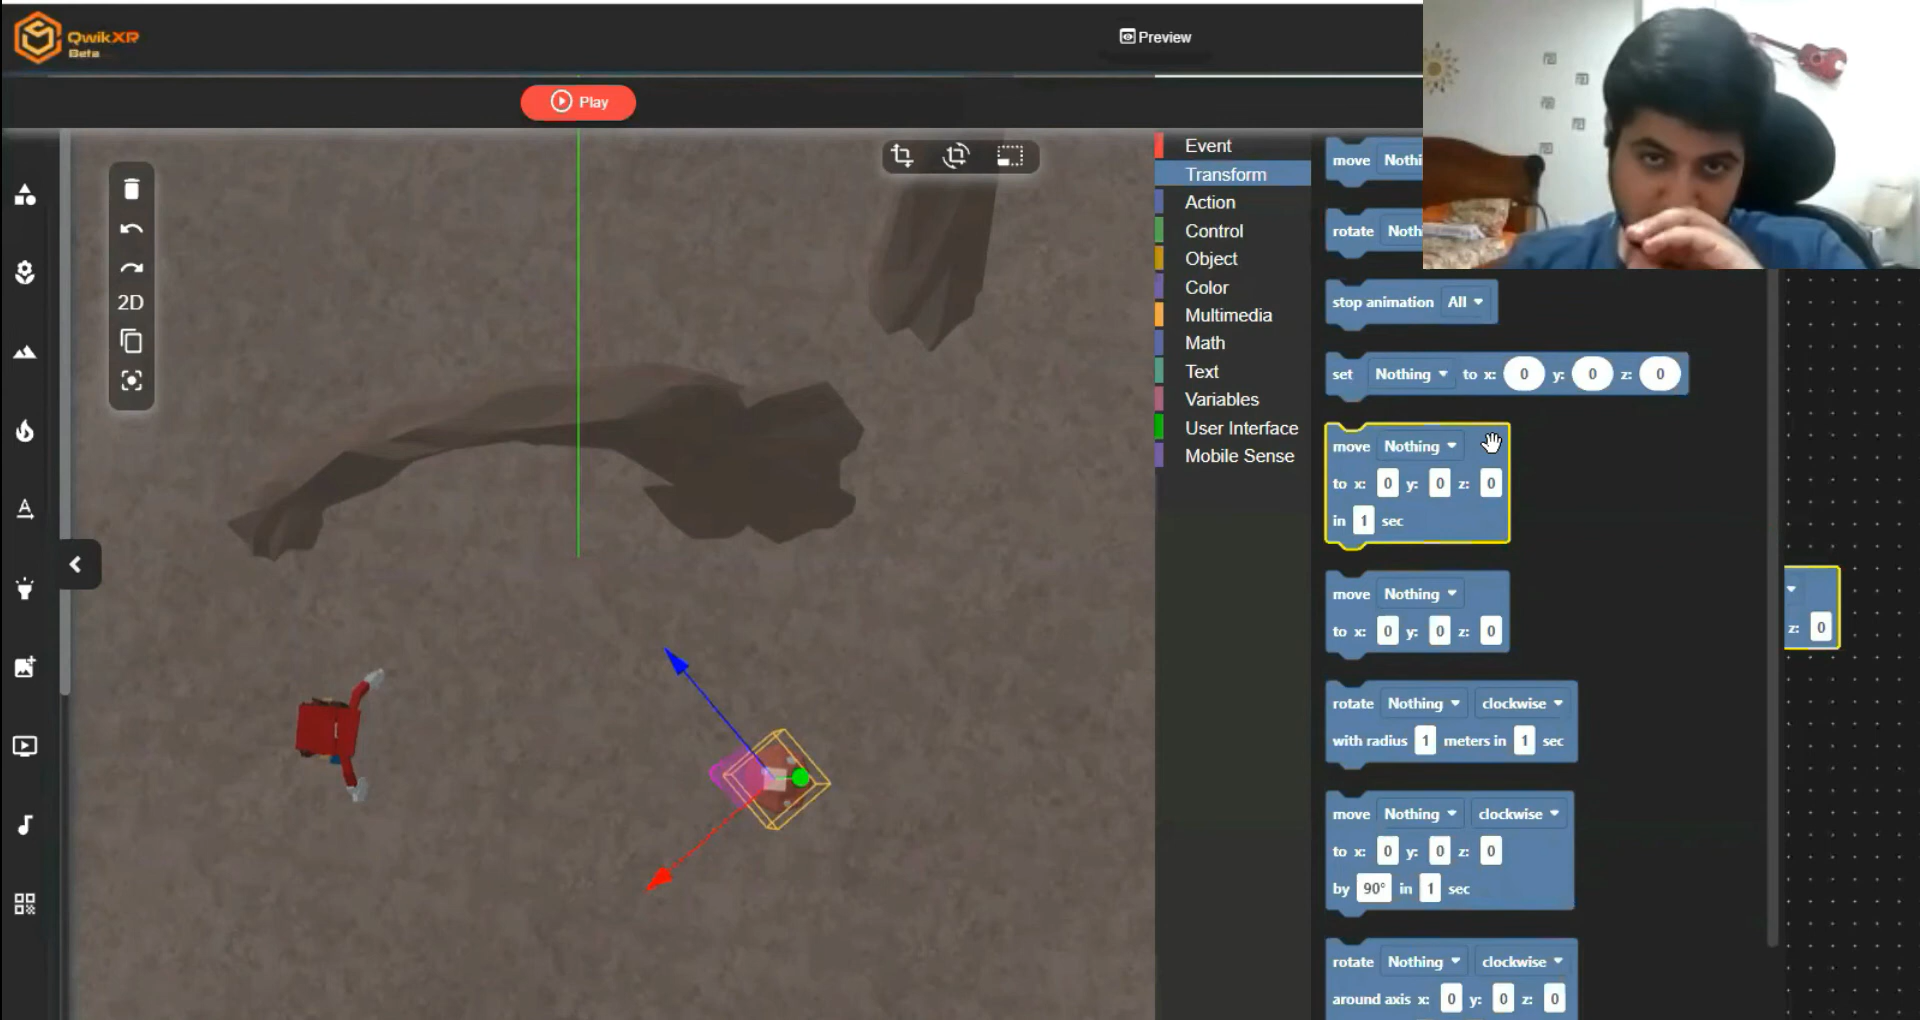 QwikXR
Beta
Preview
Play
2D
Event
Transform
Action
Control
Object
Color
Multimedia
Math
Text
Variables
User Interface
Mobile Sense
move
rotate
stop animation All
set Nothing to x: 0 y: 0 z: 0
move Nothing
to x: 0 y: 0 z: 0
in 1 sec
move Nothing
to x: 0 y: 0 z: 0
rotate Nothing clockwise
with radius 1 meters in 1 sec
move Nothing clockwise
to x: 0 y: 0 z: 0
by 90° in 1 sec
rotate Nothing clockwise
around axis x: 0 y: 0 z: 0
z: 0